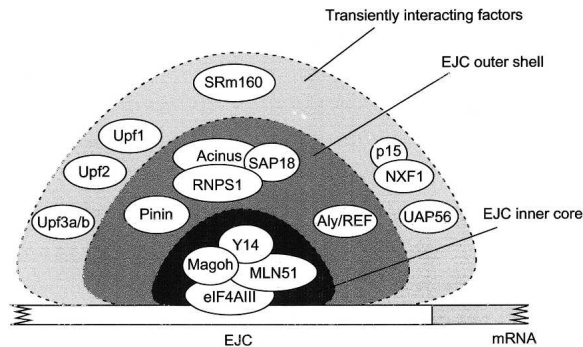 Transiently interacting factors
SRm160
EJC outer shell
Upf1
Acinus
SAP18
p15
Upf2
RNPS1
NXF1
Pinin
Aly/REF
UAP56
Upf3a/b
EJC inner core
Y14
Magoh
MLN51
eIF4AIII
EJC
mRNA